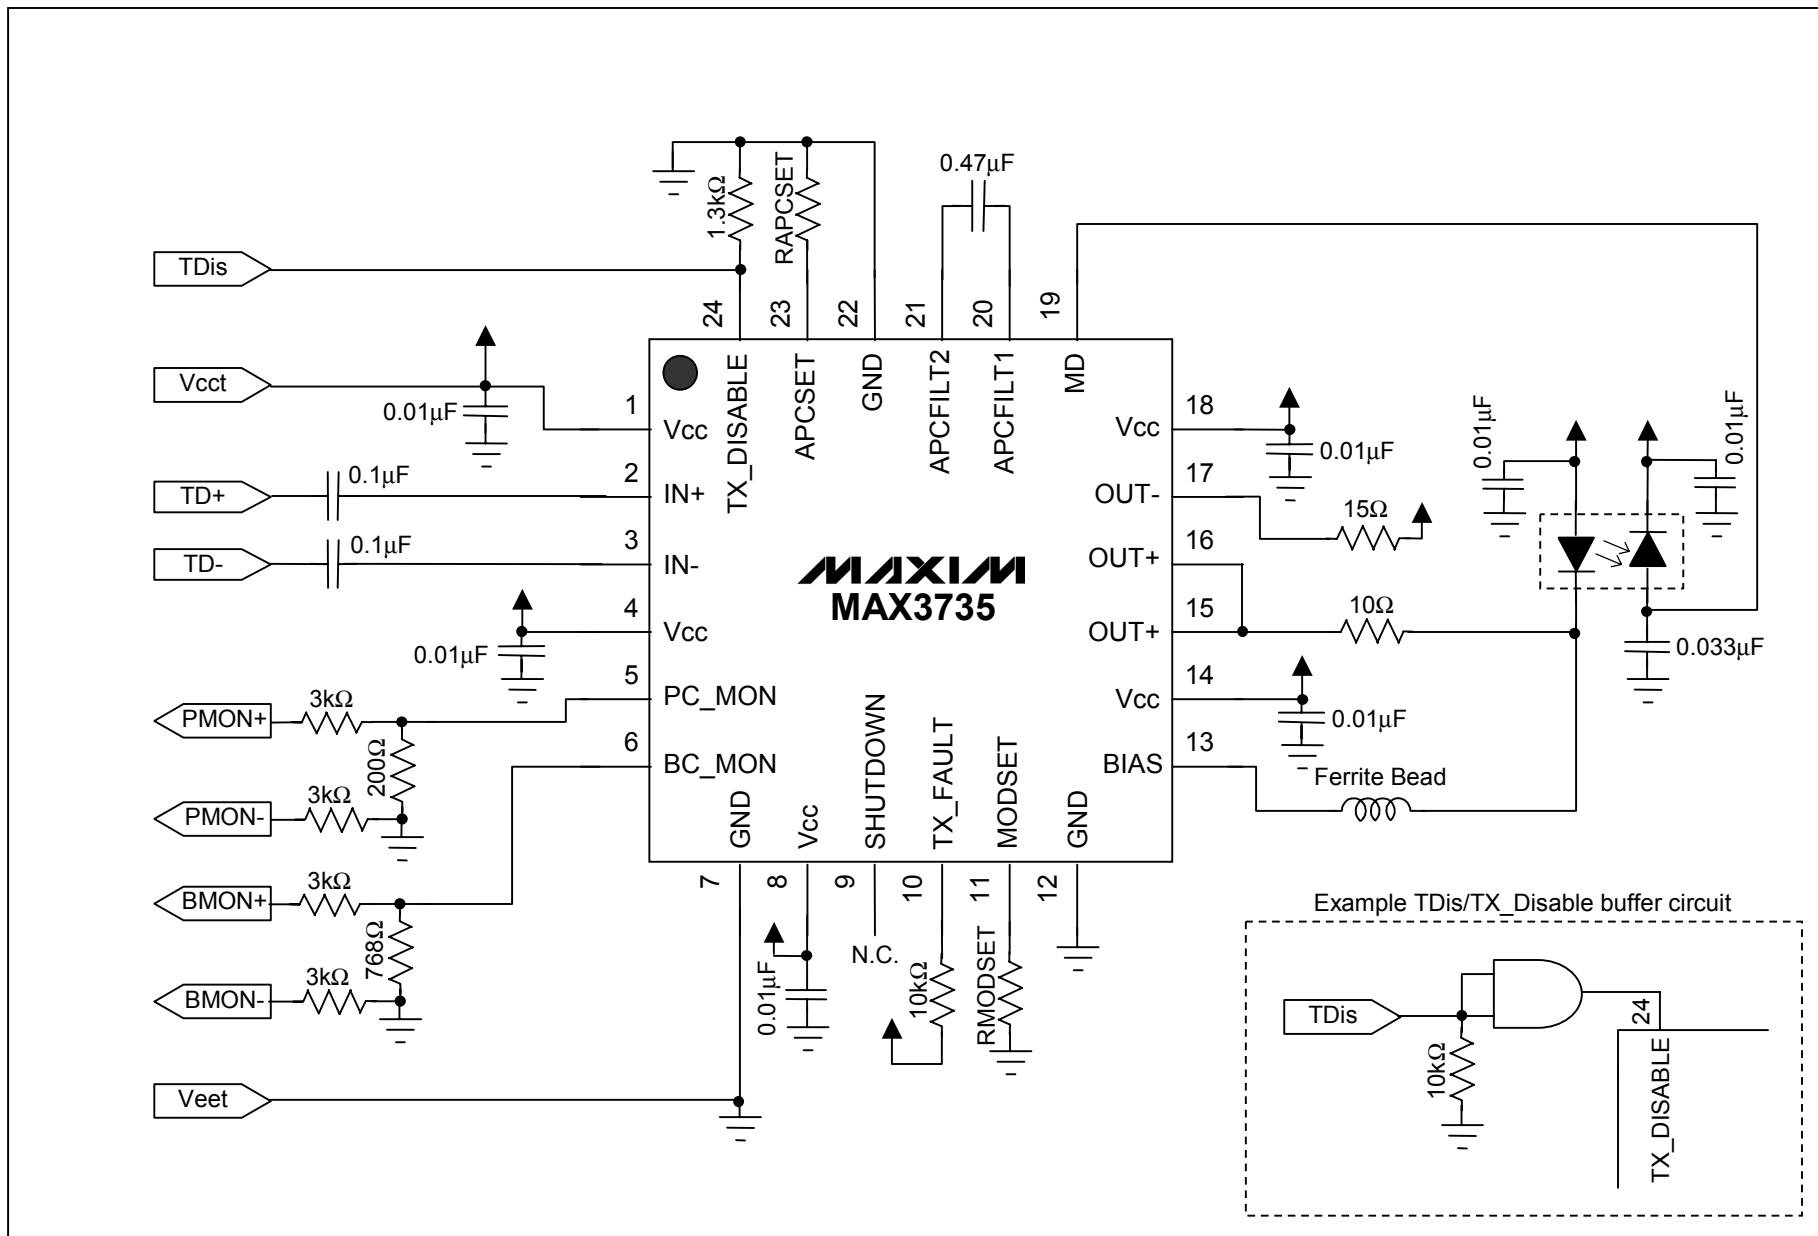 0.47μF
1.3kΩ
RAPCSET
TDis
24
23
22
21
20
19
TX_DISABLE
APCSET
GND
APCFILT2
APCFILT1
MD
Vcct
0.01μF
1
Vcc
18
Vcc
0.01μF
0.01μF
0.01μF
TD+
0.1μF
2
IN+
17
OUT-
15Ω
TD-
0.1μF
3
IN-
16
OUT+
MAXIM
MAX3735
4
Vcc
0.01μF
15
OUT+
10Ω
0.033μF
5
PC_MON
14
Vcc
0.01μF
PMON+
3kΩ
200Ω
6
BC_MON
13
BIAS
Ferrite Bead
PMON-
3kΩ
GND
Vcc
SHUTDOWN
TX_FAULT
MODSET
GND
7
8
9
10
11
12
BMON+
3kΩ
768Ω
BMON-
3kΩ
N.C.
0.01μF
10kΩ
RMODSET
Veet
Example TDis/TX_Disable buffer circuit
TDis
10kΩ
24
TX_DISABLE